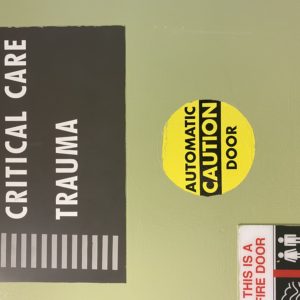 CRITICAL CARE
TRAUMA
AUTOMATIC
CAUTION
DOOR
THIS IS A
FIRE DOOR